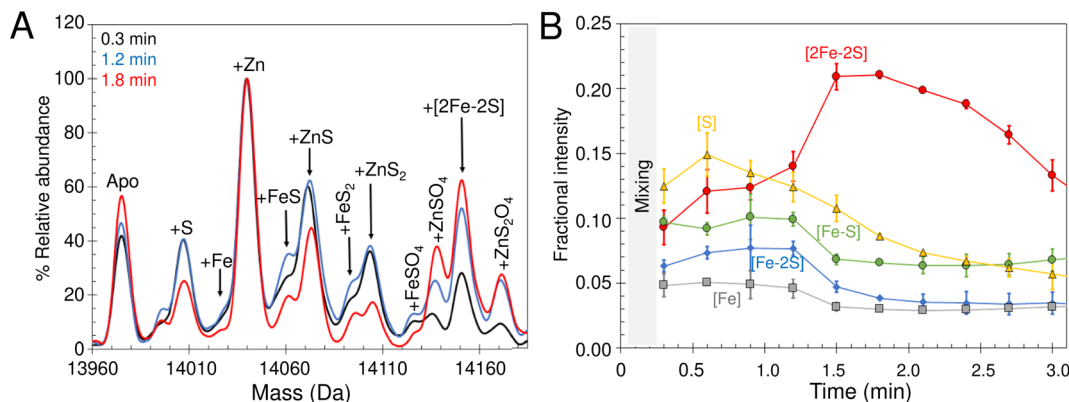 A
120
100
80
60
40
20
0
% Relative abundance
0.3 min
1.2 min
1.8 min
Apo
+S
+Fe
+Zn
+FeS
+ZnS
+FeS₂
+ZnS₂
+FeSO₄
+ZnSO₄
+[2Fe-2S]
+ZnS₂O₄
13960
14010
14060
14110
14160
Mass (Da)
B
0.25
0.20
0.15
0.10
0.05
0.00
Fractional intensity
Mixing
[2Fe-2S]
[S]
[Fe-S]
[Fe-2S]
[Fe]
0
0.5
1.0
1.5
2.0
2.5
3.0
Time (min)